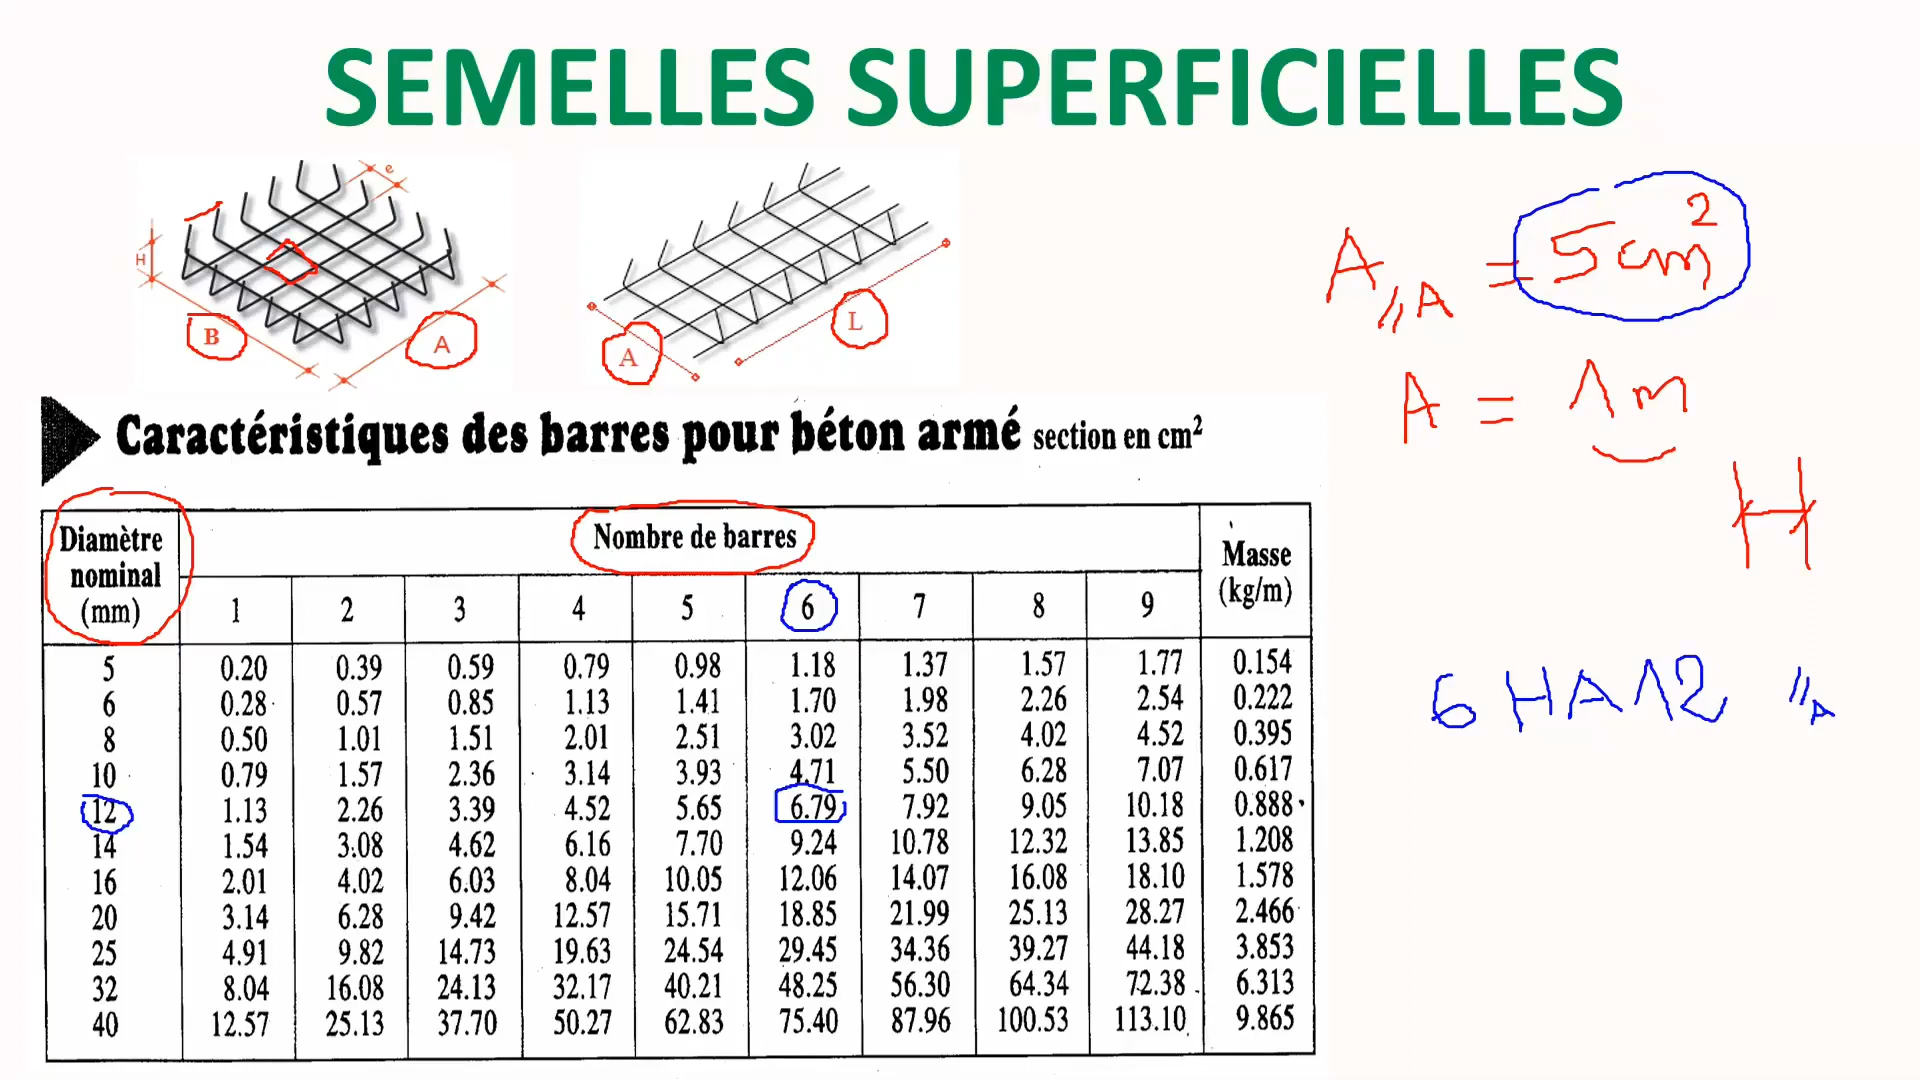 SEMELLES SUPERFICIELLES
e
H
B
A
A
L
A//A = 5cm²
A = 1m
H
6 HA12 //A
Caractéristiques des barres pour béton armé section en cm²
Diamètre nominal (mm) Nombre de barres Masse (kg/m)
1 2 3 4 5 6 7 8 9
5 0.20 0.39 0.59 0.79 0.98 1.18 1.37 1.57 1.77 0.154
6 0.28 0.57 0.85 1.13 1.41 1.70 1.98 2.26 2.54 0.222
8 0.50 1.01 1.51 2.01 2.51 3.02 3.52 4.02 4.52 0.395
10 0.79 1.57 2.36 3.14 3.93 4.71 5.50 6.28 7.07 0.617
12 1.13 2.26 3.39 4.52 5.65 6.79 7.92 9.05 10.18 0.888
14 1.54 3.08 4.62 6.16 7.70 9.24 10.78 12.32 13.85 1.208
16 2.01 4.02 6.03 8.04 10.05 12.06 14.07 16.08 18.10 1.578
20 3.14 6.28 9.42 12.57 15.71 18.85 21.99 25.13 28.27 2.466
25 4.91 9.82 14.73 19.63 24.54 29.45 34.36 39.27 44.18 3.853
32 8.04 16.08 24.13 32.17 40.21 48.25 56.30 64.34 72.38 6.313
40 12.57 25.13 37.70 50.27 62.83 75.40 87.96 100.53 113.10 9.865